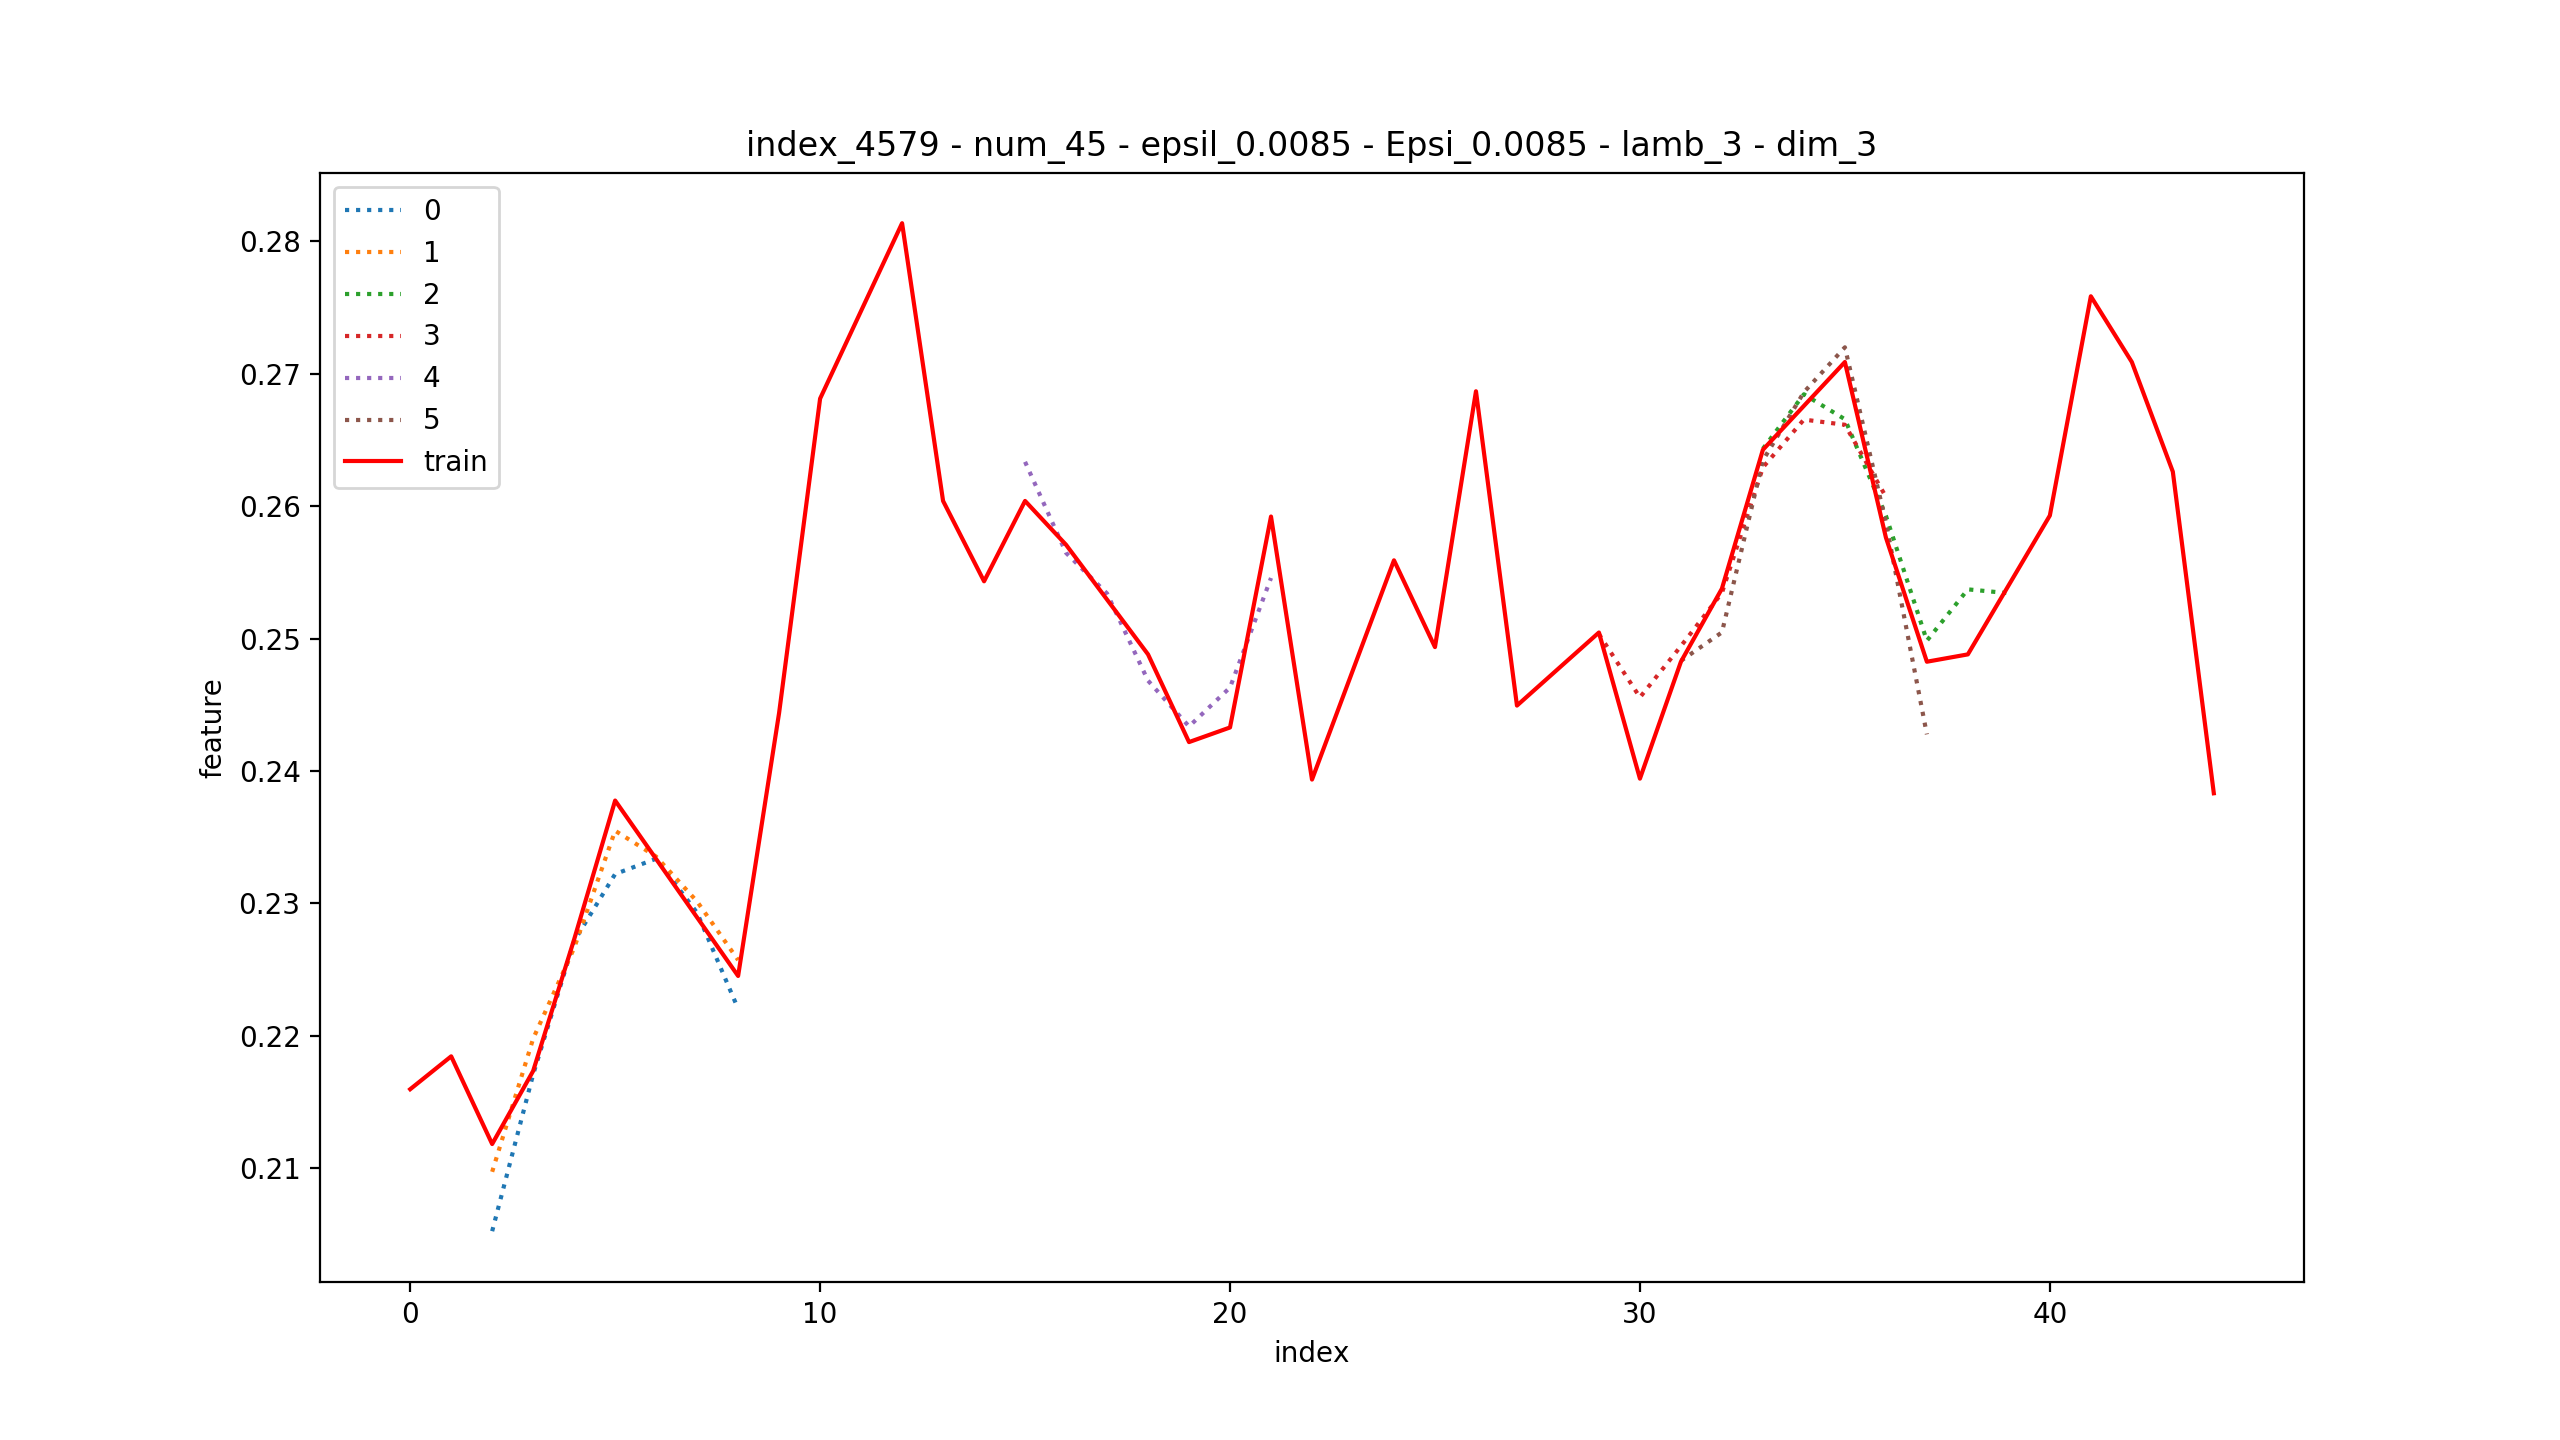 index_4579 - num_45 - epsil_0.0085 - Epsi_0.0085 - lamb_3 - dim_3
0
1
2
3
4
5
train
0.28
0.27
0.26
0.25
0.24
0.23
0.22
0.21
feature
0 10 20 30 40
index